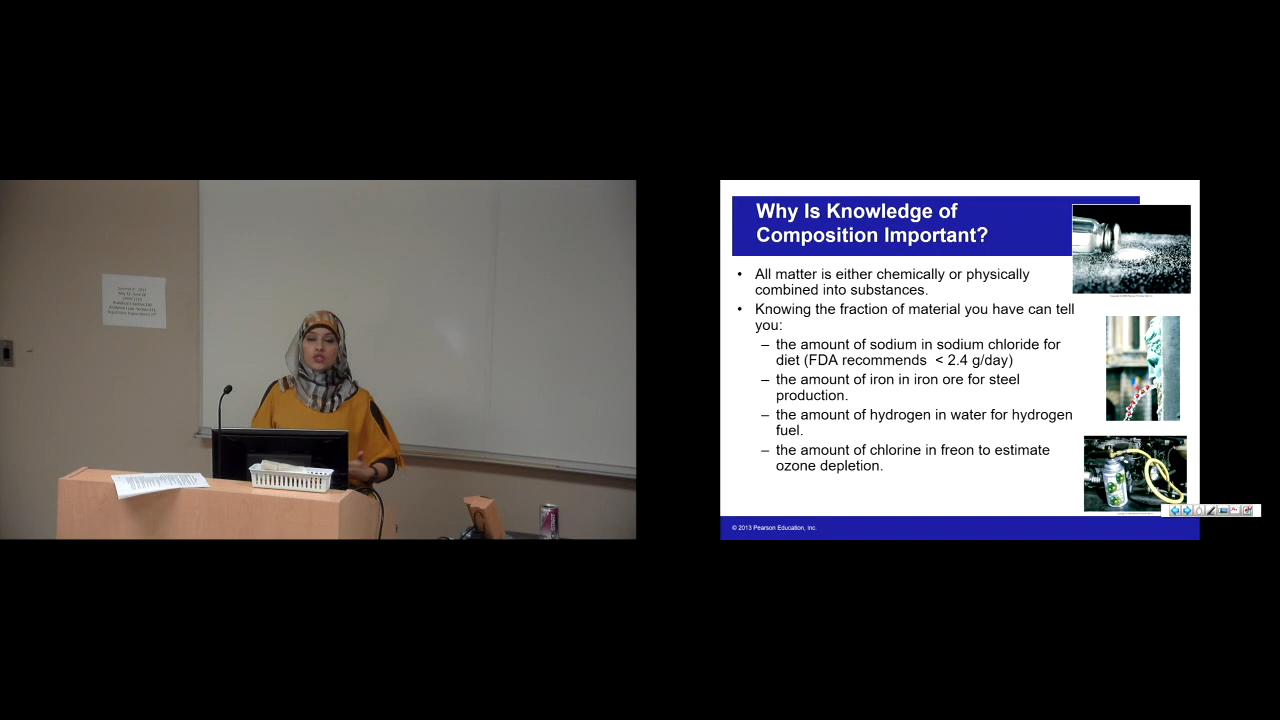 Why Is Knowledge of
Composition Important?
• All matter is either chemically or physically
combined into substances.
• Knowing the fraction of material you have can tell
you:
– the amount of sodium in sodium chloride for
diet (FDA recommends < 2.4 g/day)
– the amount of iron in iron ore for steel
production.
– the amount of hydrogen in water for hydrogen
fuel.
– the amount of chlorine in freon to estimate
ozone depletion.
© 2013 Pearson Education, Inc.
START